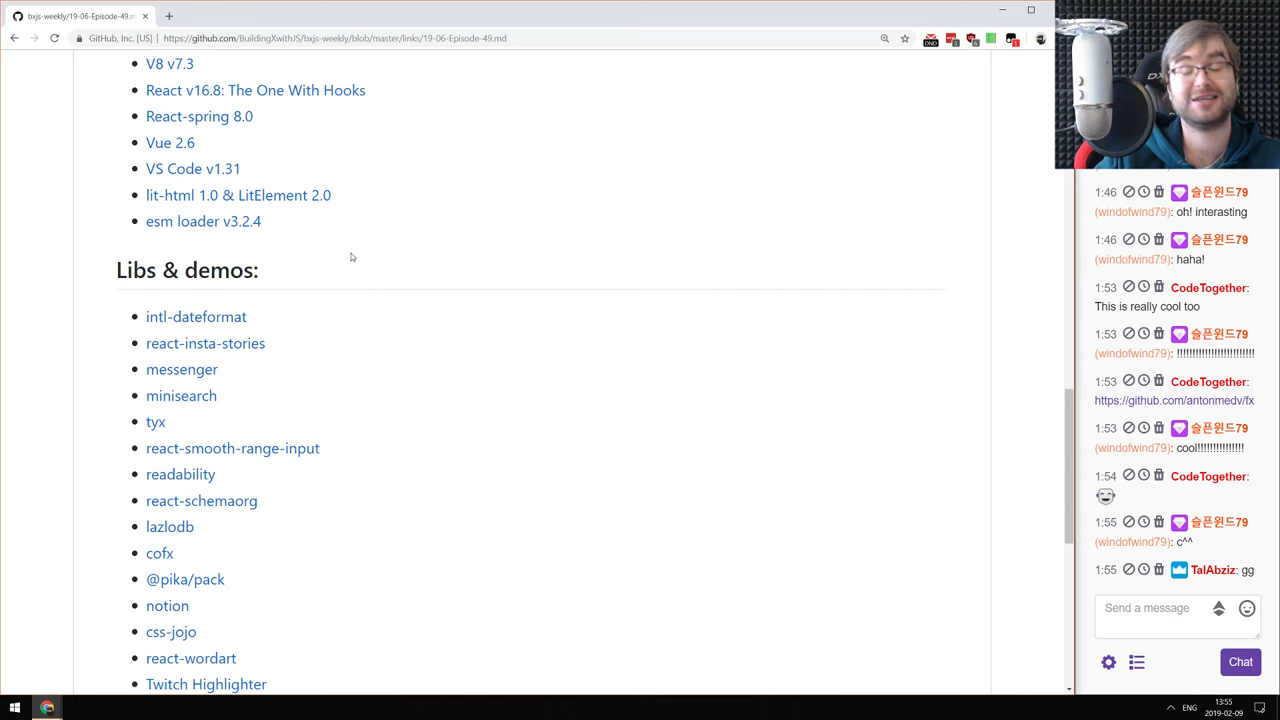 bxjs-weekly/19-06-Episode-49.m
GitHub, Inc. [US] | https://github.com/BuildingXwithJS/bxjs-weekly/blob/master/links/19-06-Episode-49.md
DND
3
6
1
V8 v7.3
React v16.8: The One With Hooks
React-spring 8.0
Vue 2.6
VS Code v1.31
lit-html 1.0 & LitElement 2.0
esm loader v3.2.4
Libs & demos:
intl-dateformat
react-insta-stories
messenger
minisearch
tyx
react-smooth-range-input
readability
react-schemaorg
lazlodb
cofx
@pika/pack
notion
css-jojo
react-wordart
Twitch Highlighter
1:46 슬픈윈드79
(windofwind79): oh! interasting
1:46 슬픈윈드79
(windofwind79): haha!
1:53 CodeTogether:
This is really cool too
1:53 슬픈윈드79
(windofwind79): !!!!!!!!!!!!!!!!!!!!!!!!
1:53 CodeTogether:
https://github.com/antonmedv/fx
1:53 슬픈윈드79
(windofwind79): cool!!!!!!!!!!!!!!!
1:54 CodeTogether:
1:55 슬픈윈드79
(windofwind79): c^^
1:55 TalAbziz: gg
Send a message
Chat
ENG
13:55
2019-02-09